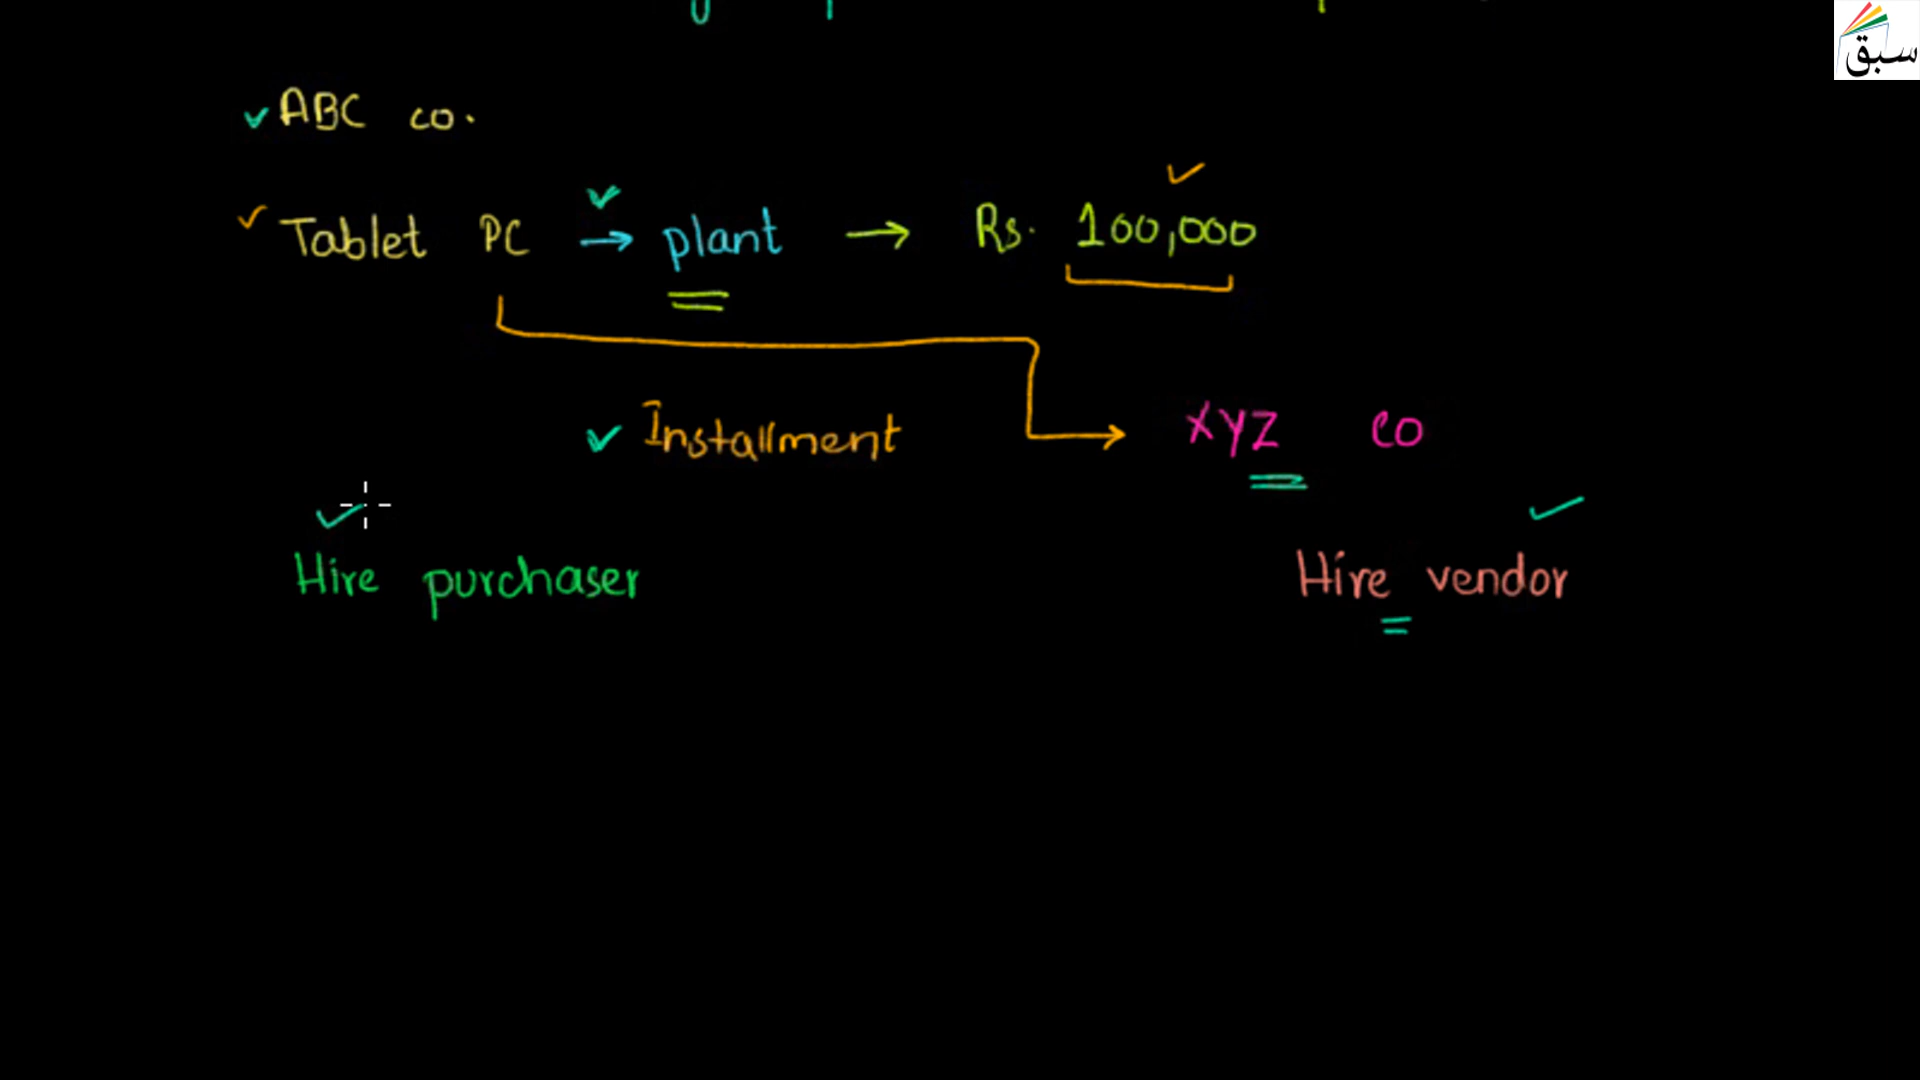 سبق
✓ ABC co.
✓ Tablet PC → plant → Rs. 100,000
✓ Installment → XYZ co
Hire purchaser
Hire vendor